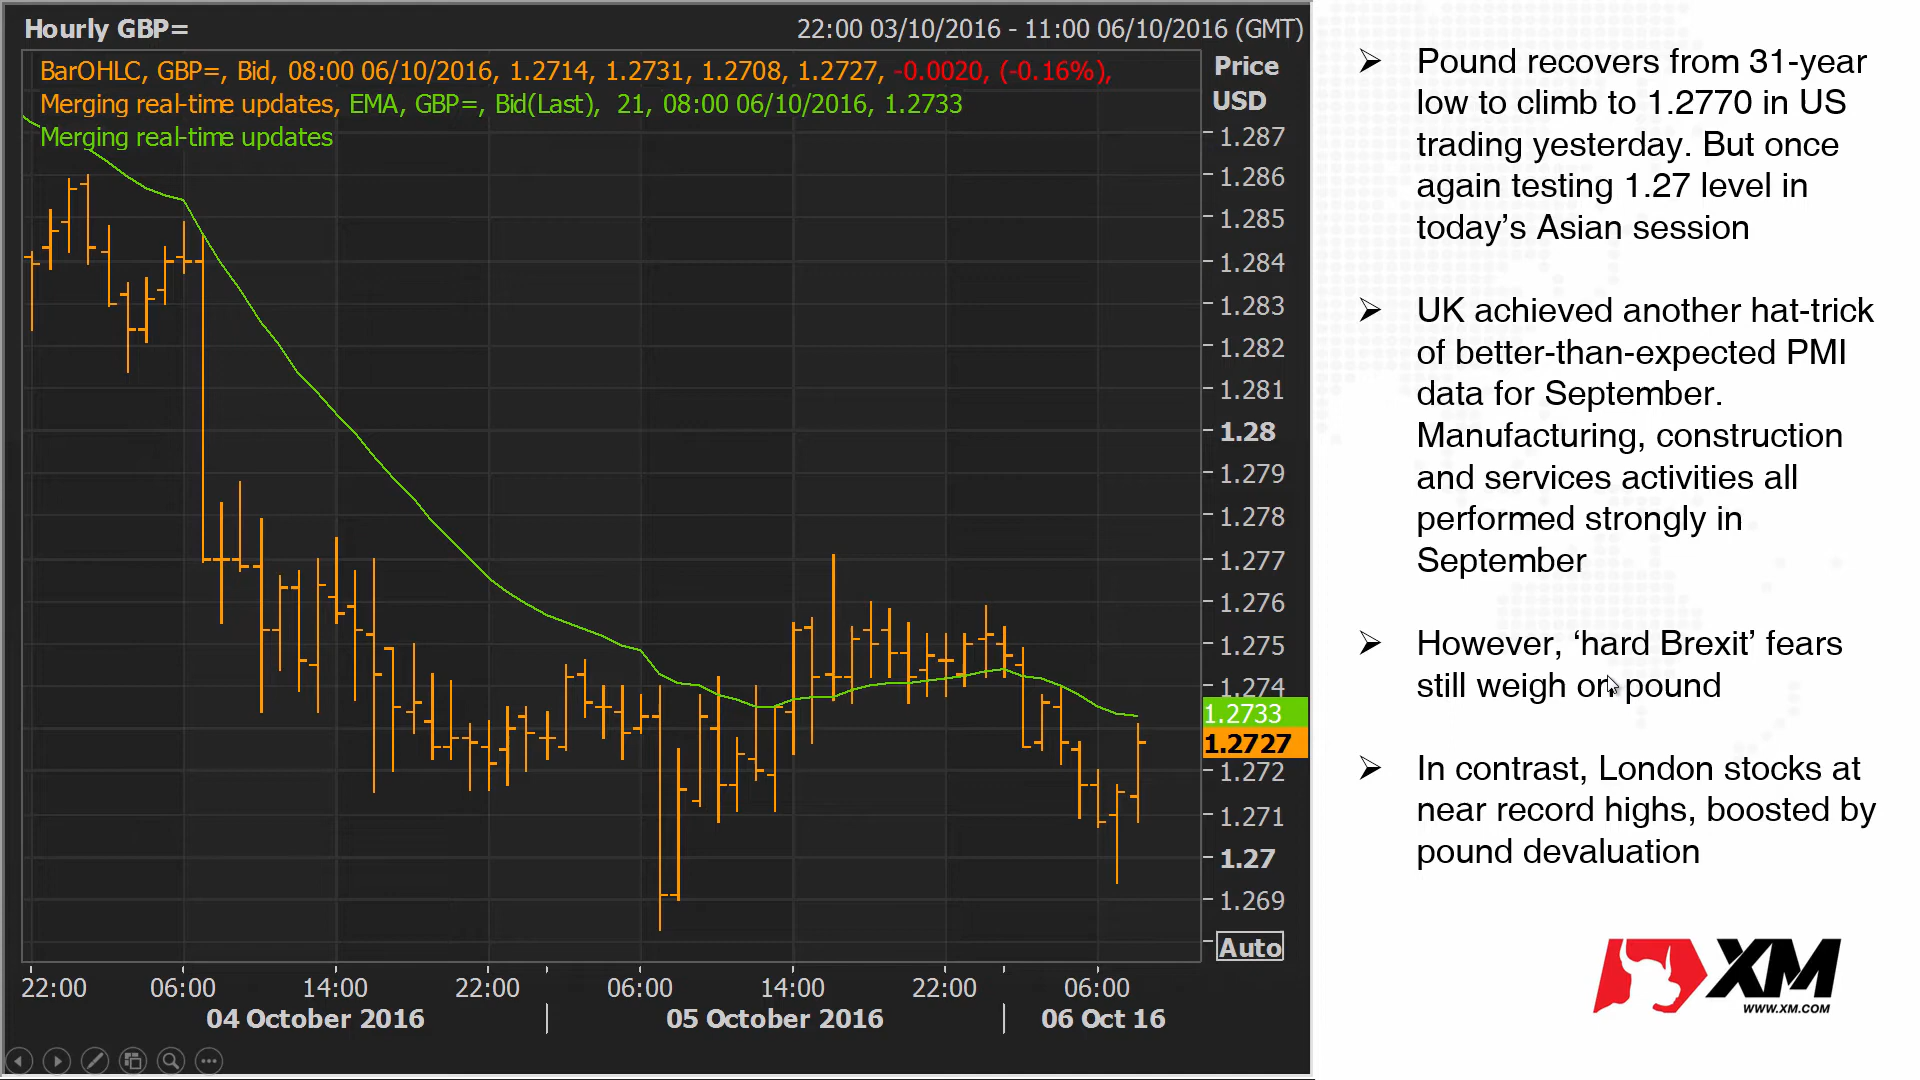 Hourly GBP=
22:00 03/10/2016 - 11:00 06/10/2016 (GMT)
BarOHLC, GBP=, Bid, 08:00 06/10/2016, 1.2714, 1.2731, 1.2708, 1.2727, -0.0020, (-0.16%),
Merging real-time updates, EMA, GBP=, Bid(Last), 21, 08:00 06/10/2016, 1.2733
Merging real-time updates
Price
USD
1.287
1.286
1.285
1.284
1.283
1.282
1.281
1.28
1.279
1.278
1.277
1.276
1.275
1.274
1.2733
1.2727
1.272
1.271
1.27
1.269
Auto
22:00 06:00 14:00 22:00 06:00 14:00 22:00 06:00
04 October 2016 05 October 2016 06 Oct 16
➢ Pound recovers from 31-year
low to climb to 1.2770 in US
trading yesterday. But once
again testing 1.27 level in
today’s Asian session
➢ UK achieved another hat-trick
of better-than-expected PMI
data for September.
Manufacturing, construction
and services activities all
performed strongly in
September
➢ However, ‘hard Brexit’ fears
still weigh on pound
➢ In contrast, London stocks at
near record highs, boosted by
pound devaluation
XM
WWW.XM.COM